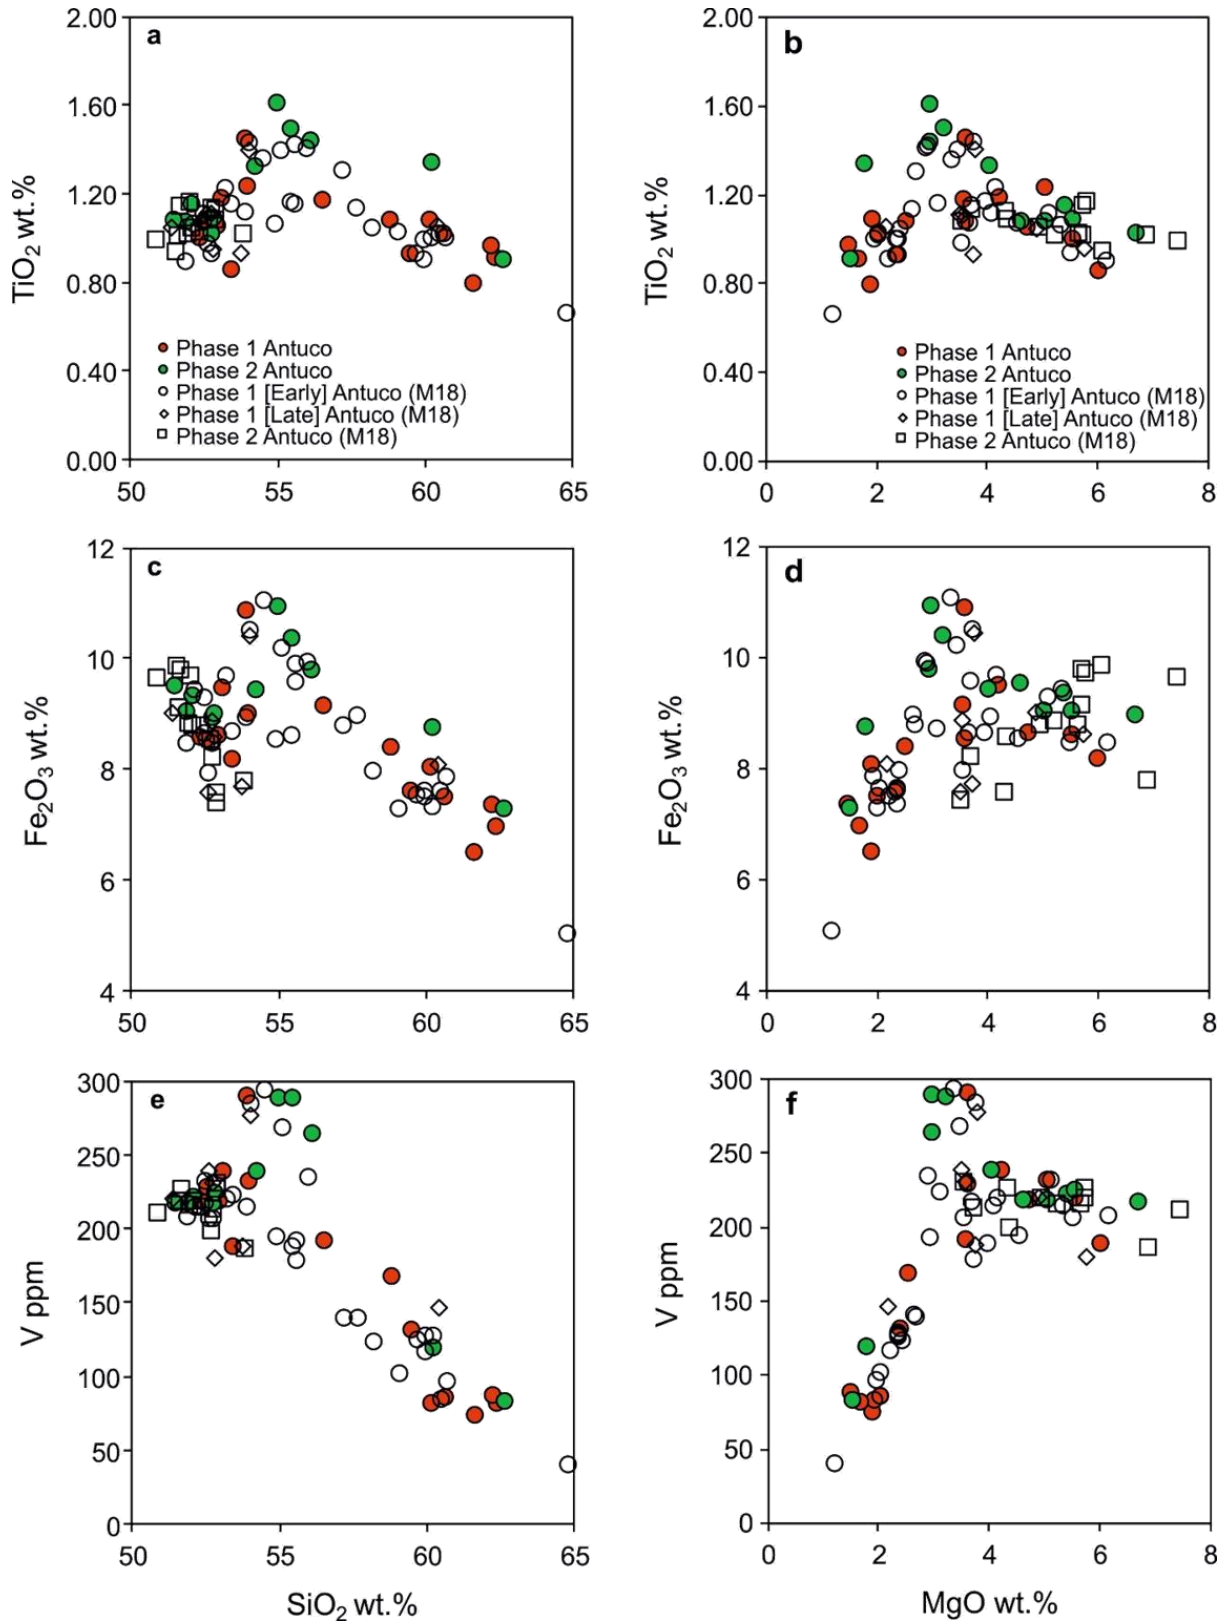 a
2.00
1.60
1.20
0.80
0.40
0.00
TiO2 wt.%
Phase 1 Antuco
Phase 2 Antuco
Phase 1 [Early] Antuco (M18)
Phase 1 [Late] Antuco (M18)
Phase 2 Antuco (M18)
50 55 60 65
b
2.00
1.60
1.20
0.80
0.40
0.00
TiO2 wt.%
Phase 1 Antuco
Phase 2 Antuco
Phase 1 [Early] Antuco (M18)
Phase 1 [Late] Antuco (M18)
Phase 2 Antuco (M18)
0 2 4 6 8
c
12
10
8
6
4
Fe2O3 wt.%
50 55 60 65
d
12
10
8
6
4
Fe2O3 wt.%
0 2 4 6 8
e
300
250
200
150
100
50
0
V ppm
50 55 60 65
SiO2 wt.%
f
300
250
200
150
100
50
0
V ppm
0 2 4 6 8
MgO wt.%